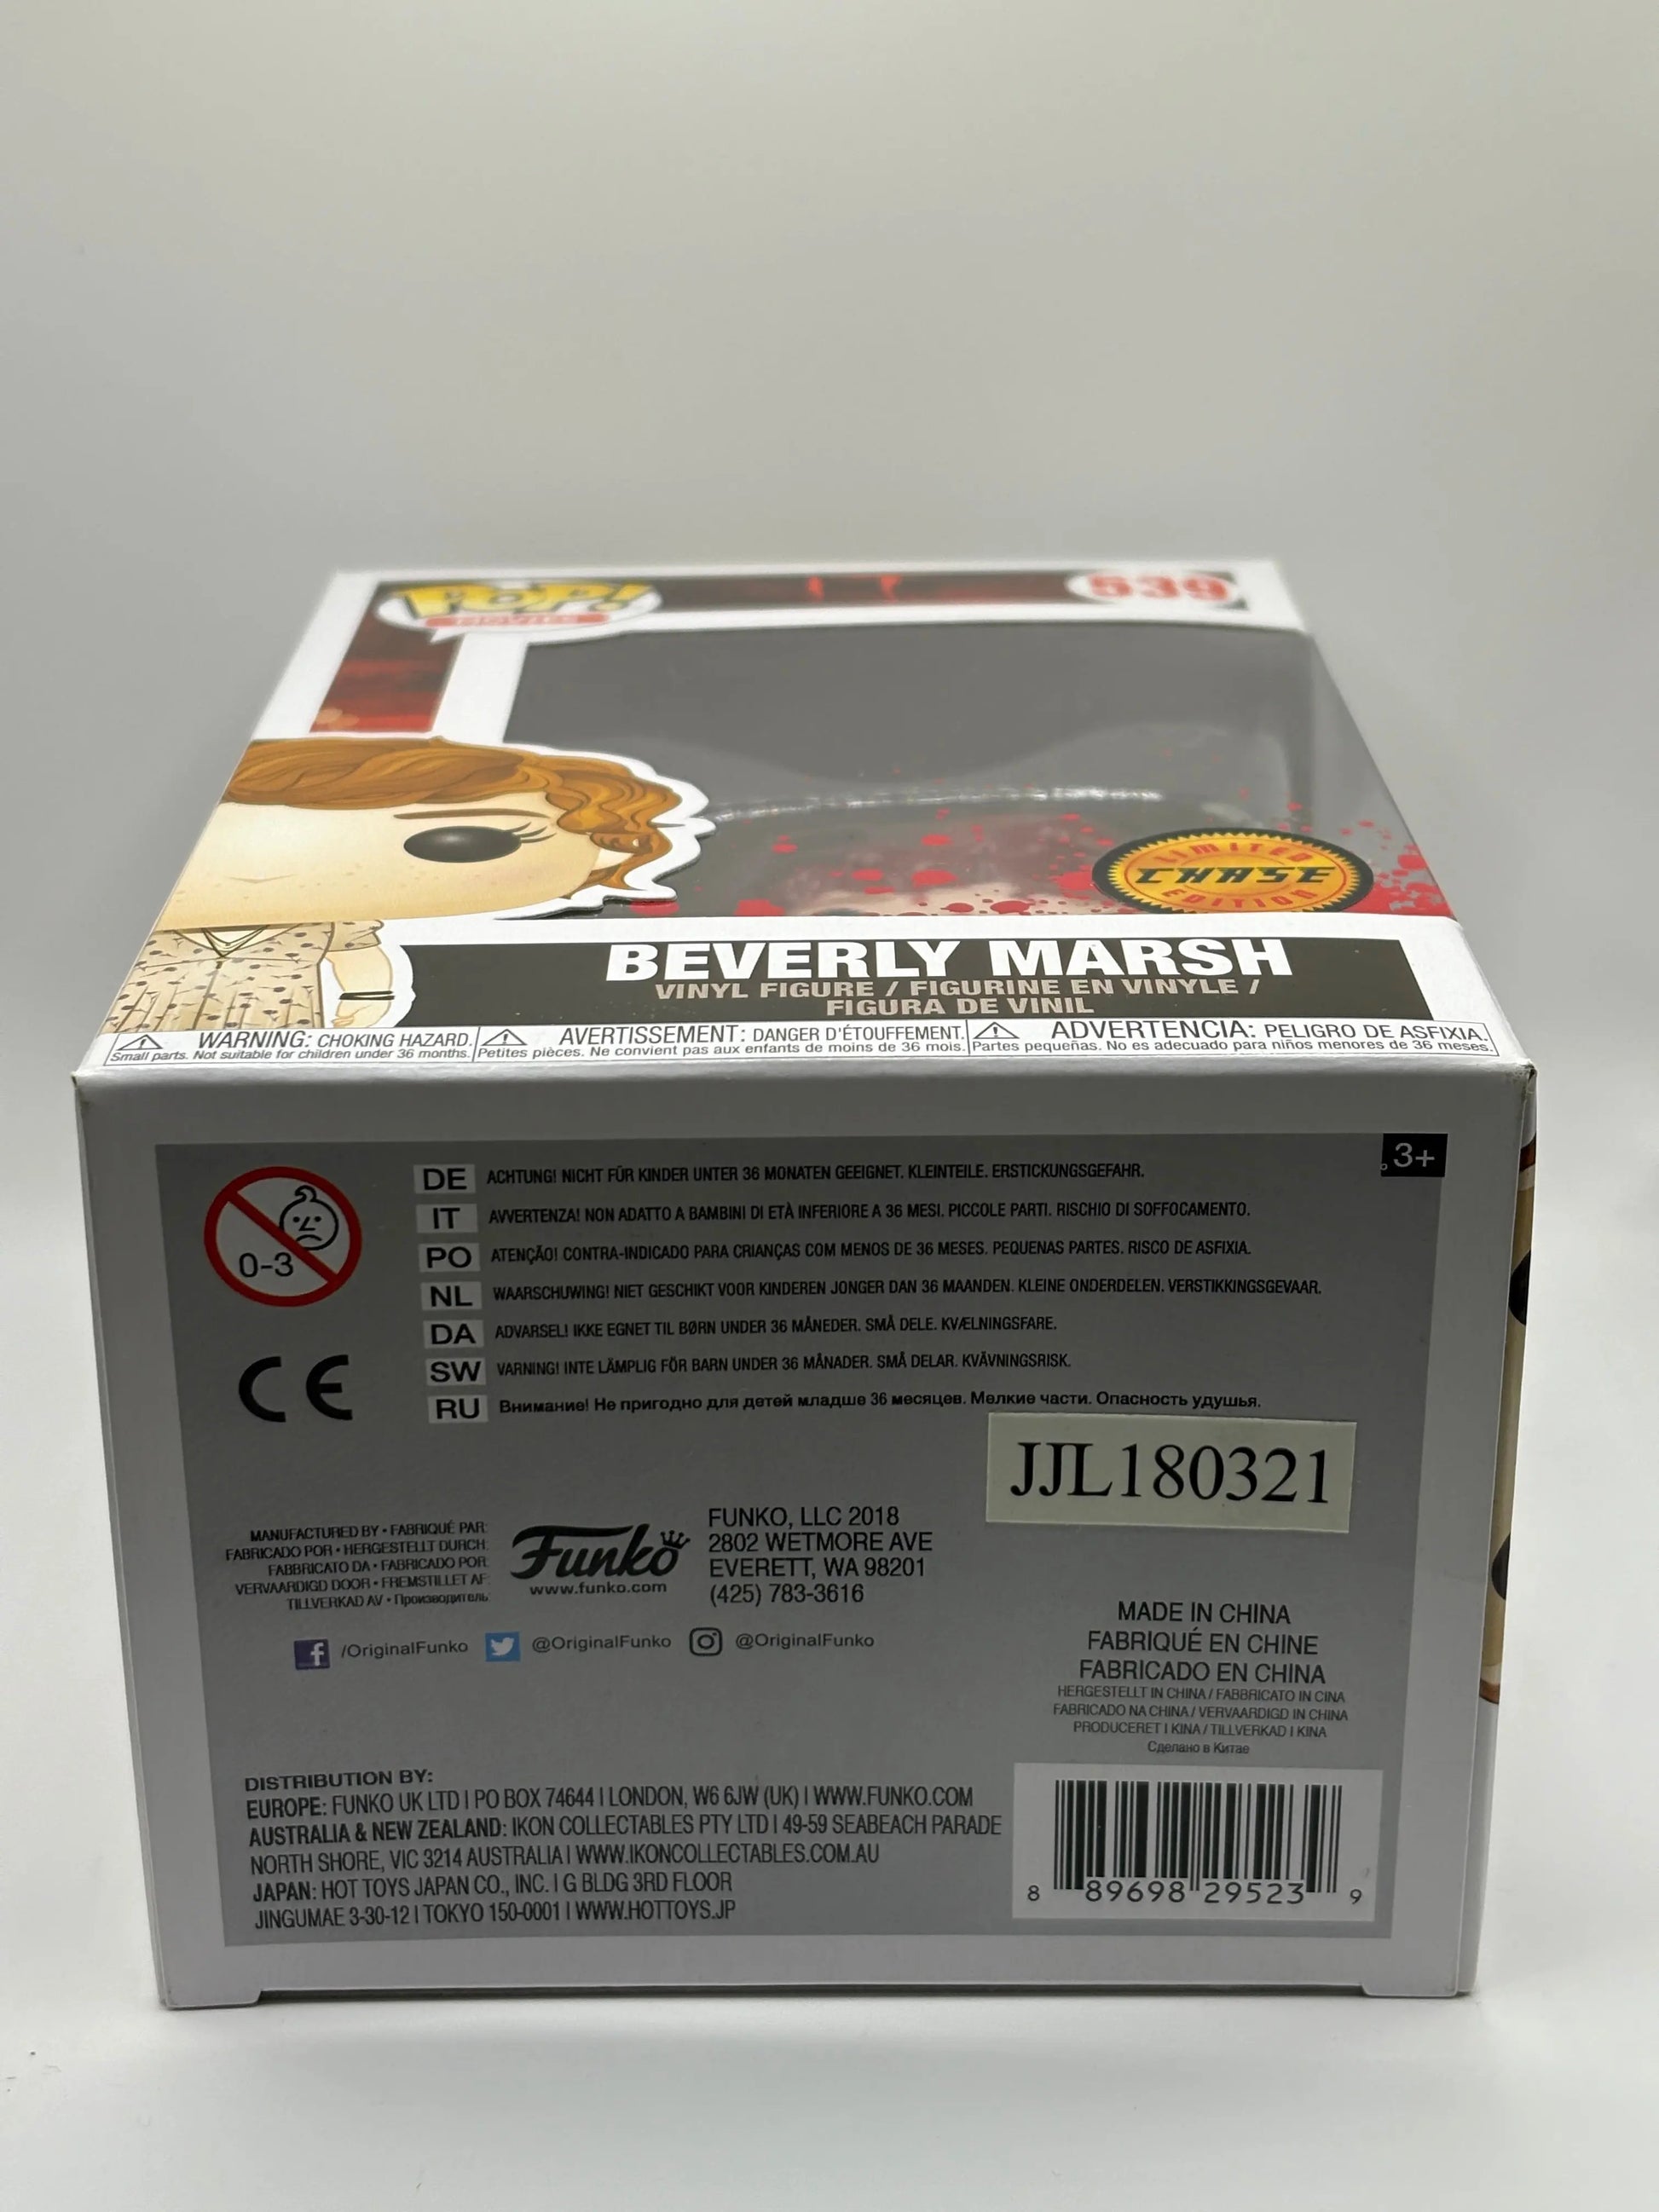 POP!
MOVIES
IT
539
LIMITED
CHASE
EDITION
BEVERLY MARSH
VINYL FIGURE / FIGURINE EN VINYLE /
FIGURA DE VINIL
WARNING: CHOKING HAZARD.
Small parts. Not suitable for children under 36 months.
AVERTISSEMENT: DANGER D'ÉTOUFFEMENT.
Petites pièces. Ne convient pas aux enfants de moins de 36 mois.
ADVERTENCIA: PELIGRO DE ASFIXIA.
Partes pequeñas. No es adecuado para niños menores de 36 meses.
3+
0-3
DE ACHTUNG! NICHT FÜR KINDER UNTER 36 MONATEN GEEIGNET. KLEINTEILE. ERSTICKUNGSGEFAHR.
IT AVVERTENZA! NON ADATTO A BAMBINI DI ETÀ INFERIORE A 36 MESI. PICCOLE PARTI. RISCHIO DI SOFFOCAMENTO.
PO ATENÇÃO! CONTRA-INDICADO PARA CRIANÇAS COM MENOS DE 36 MESES. PEQUENAS PARTES. RISCO DE ASFIXIA.
NL WAARSCHUWING! NIET GESCHIKT VOOR KINDEREN JONGER DAN 36 MAANDEN. KLEINE ONDERDELEN. VERSTIKKINGSGEVAAR.
DA ADVARSEL! IKKE EGNET TIL BØRN UNDER 36 MÅNEDER. SMÅ DELE. KVÆLNINGSFARE.
SW VARNING! INTE LÄMPLIG FÖR BARN UNDER 36 MÅNADER. SMÅ DELAR. KVÄVNINGSRISK.
RU Внимание! Не пригодно для детей младше 36 месяцев. Мелкие части. Опасность удушья.
CE
JJL180321
MANUFACTURED BY • FABRIQUÉ PAR:
FABRICADO POR • HERGESTELLT DURCH:
FABBRICATO DA • FABRICADO POR:
VERVAARDIGD DOOR • FREMSTILLET AF:
TILLVERKAD AV • Производитель:
Funko
www.funko.com
FUNKO, LLC 2018
2802 WETMORE AVE
EVERETT, WA 98201
(425) 783-3616
/OriginalFunko @OriginalFunko @OriginalFunko
MADE IN CHINA
FABRIQUÉ EN CHINE
FABRICADO EN CHINA
HERGESTELLT IN CHINA / FABBRICATO IN CINA
FABRICADO NA CHINA / VERVAARDIGD IN CHINA
PRODUCERET I KINA / TILLVERKAD I KINA
Сделано в Китае
DISTRIBUTION BY:
EUROPE: FUNKO UK LTD | PO BOX 74644 | LONDON, W6 6JW (UK) | WWW.FUNKO.COM
AUSTRALIA & NEW ZEALAND: IKON COLLECTABLES PTY LTD | 49-59 SEABEACH PARADE
NORTH SHORE, VIC 3214 AUSTRALIA | WWW.IKONCOLLECTABLES.COM.AU
JAPAN: HOT TOYS JAPAN CO., INC. | G BLDG 3RD FLOOR
JINGUMAE 3-30-12 | TOKYO 150-0001 | WWW.HOTTOYS.JP
8 89698 29523 9